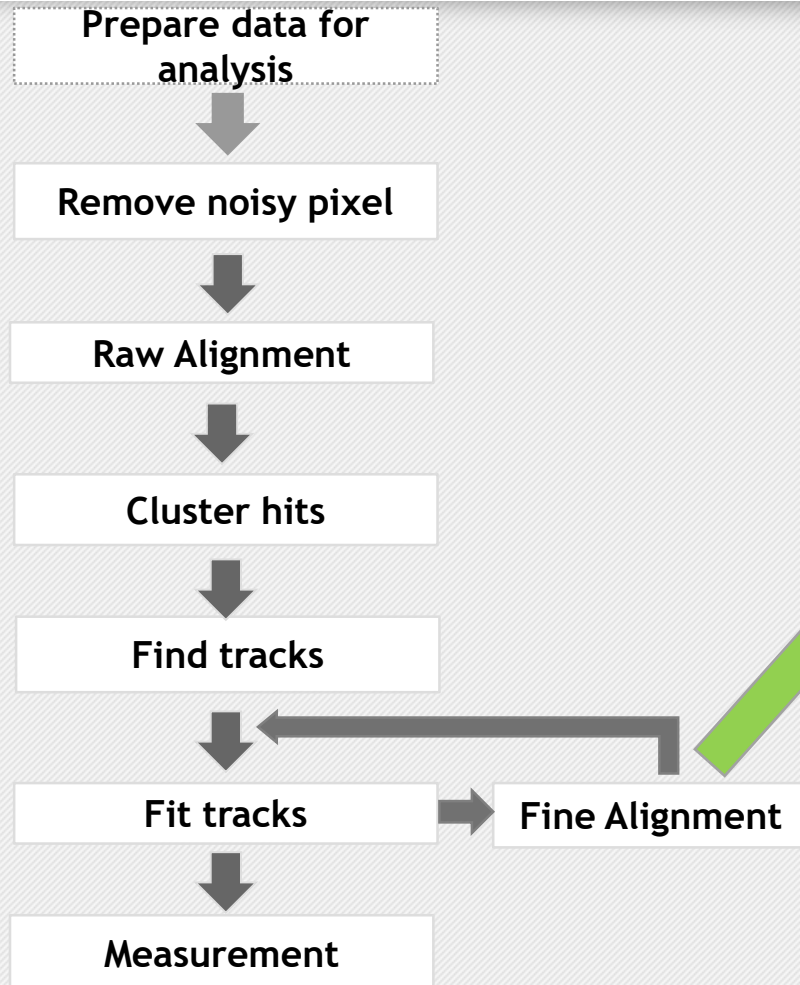 Prepare data for
analysis
Remove noisy pixel
Raw Alignment
Cluster hits
Find tracks
Fit tracks
Fine Alignment
Measurement